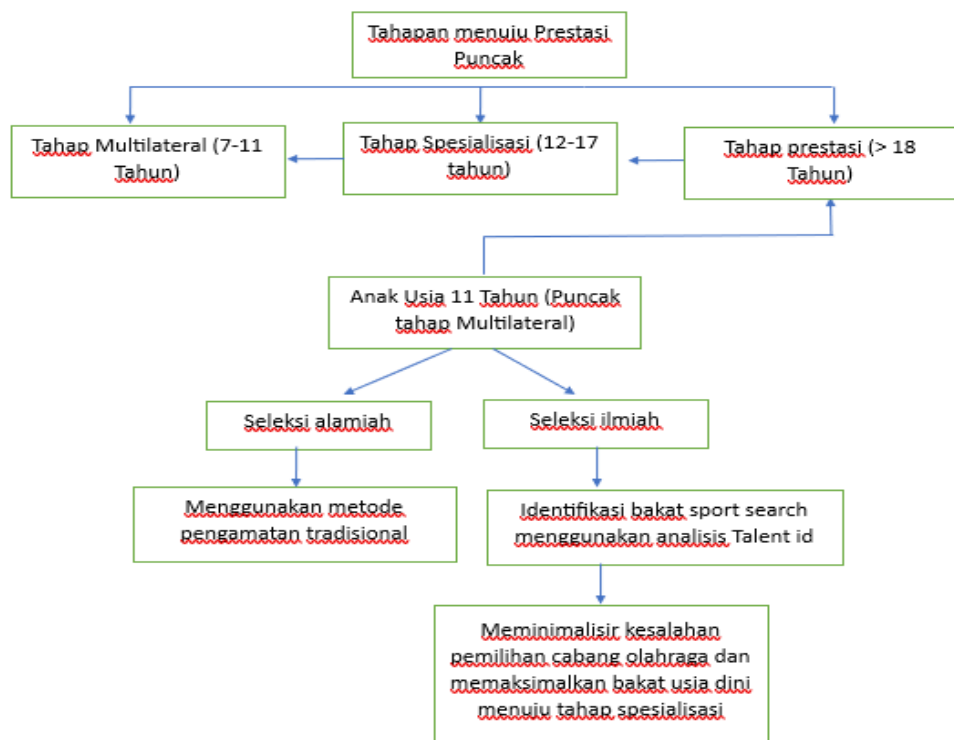 Tahapan menuju Prestasi
Puncak
Tahap Multilateral (7-11
Tahun)
Tahap Spesialisasi (12-17
tahun)
Tahap prestasi (> 18
Tahun)
Anak Usia 11 Tahun (Puncak
tahap Multilateral)
Seleksi alamiah
Seleksi ilmiah
Menggunakan metode
pengamatan tradisional
Identifikasi bakat sport search
menggunakan analisis Talent id
Meminimalisir kesalahan
pemilihan cabang olahraga dan
memaksimalkan bakat usia dini
menuju tahap spesialisasi